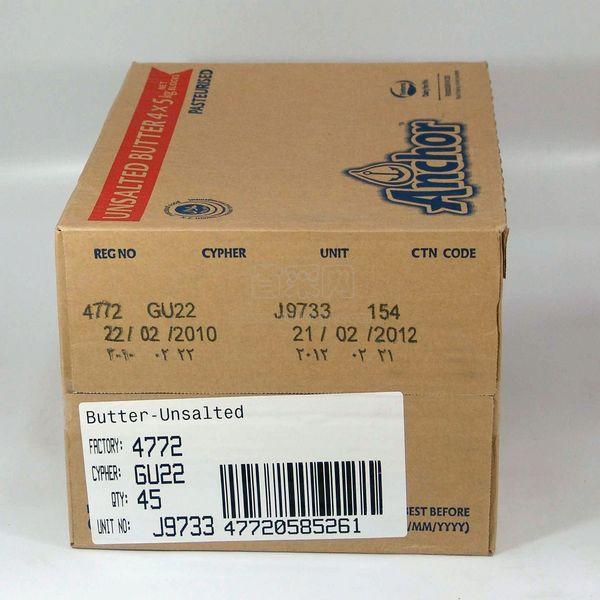 UNSALTED BUTTER 4 x 5 kg NET BLOCKS
PASTEURISED
Anchor
REG NO CYPHER UNIT CTN CODE
4772 GU22 J9733 154
22/ 02 /2010 21/ 02 /2012
٢٠١٠ ٠٢ ٢٢ ٢٠١٢ ٠٢ ٢١
Butter-Unsalted
FACTORY: 4772
CYPHER: GU22
QTY: 45
UNIT NO: J9733 47720585261
BEST BEFORE
/MM/YYYY)